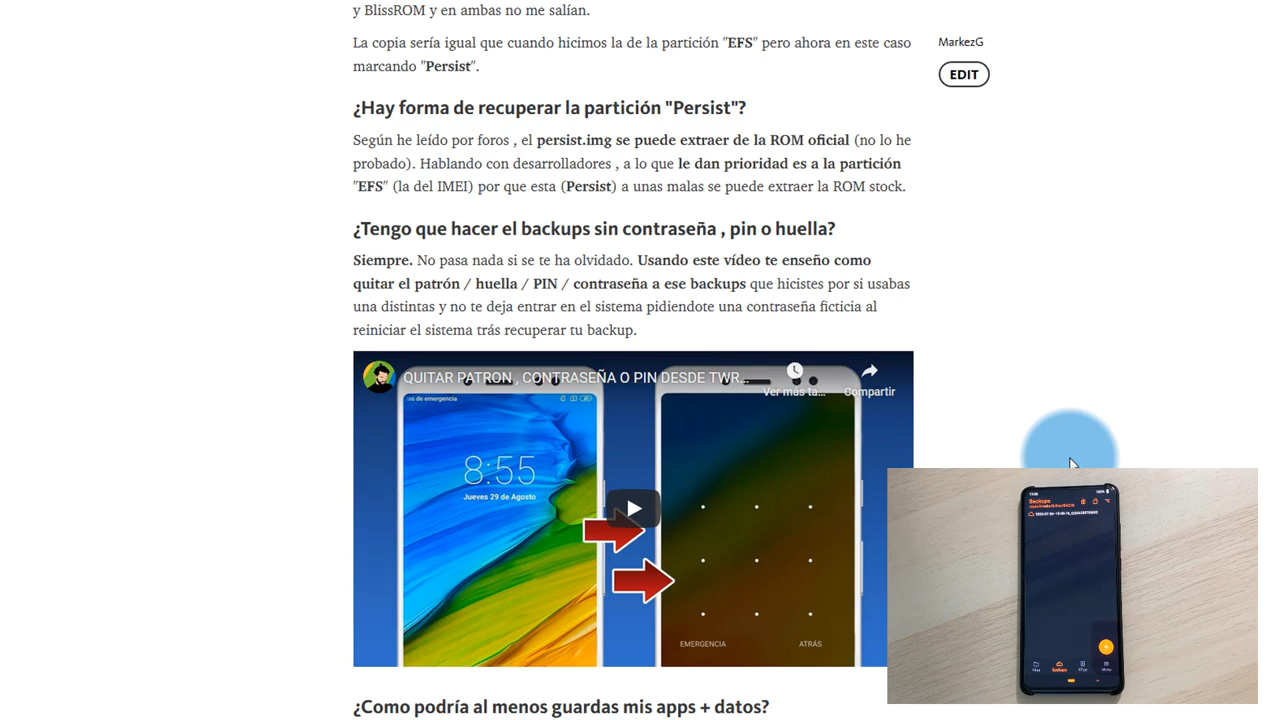 y BlissROM y en ambas no me salían.
La copia sería igual que cuando hicimos la de la partición "EFS" pero ahora en este caso
marcando "Persist".
MarkezG
EDIT
¿Hay forma de recuperar la partición "Persist"?
Según he leído por foros , el persist.img se puede extraer de la ROM oficial (no lo he
probado). Hablando con desarrolladores , a lo que le dan prioridad es a la partición
"EFS" (la del IMEI) por que esta (Persist) a unas malas se puede extraer la ROM stock.
¿Tengo que hacer el backups sin contraseña , pin o huella?
Siempre. No pasa nada si se te ha olvidado. Usando este vídeo te enseño como
quitar el patrón / huella / PIN / contraseña a ese backups que hicistes por si usabas
una distintas y no te deja entrar en el sistema pidiendote una contraseña ficticia al
reiniciar el sistema trás recuperar tu backup.
QUITAR PATRON , CONTRASEÑA O PIN DESDE TWR...
Ver más ta...
Compartir
as de emergencia
8:55
Jueves 29 de Agosto
EMERGENCIA
ATRÁS
Backups
Backups
Menu
¿Como podría al menos guardas mis apps + datos?